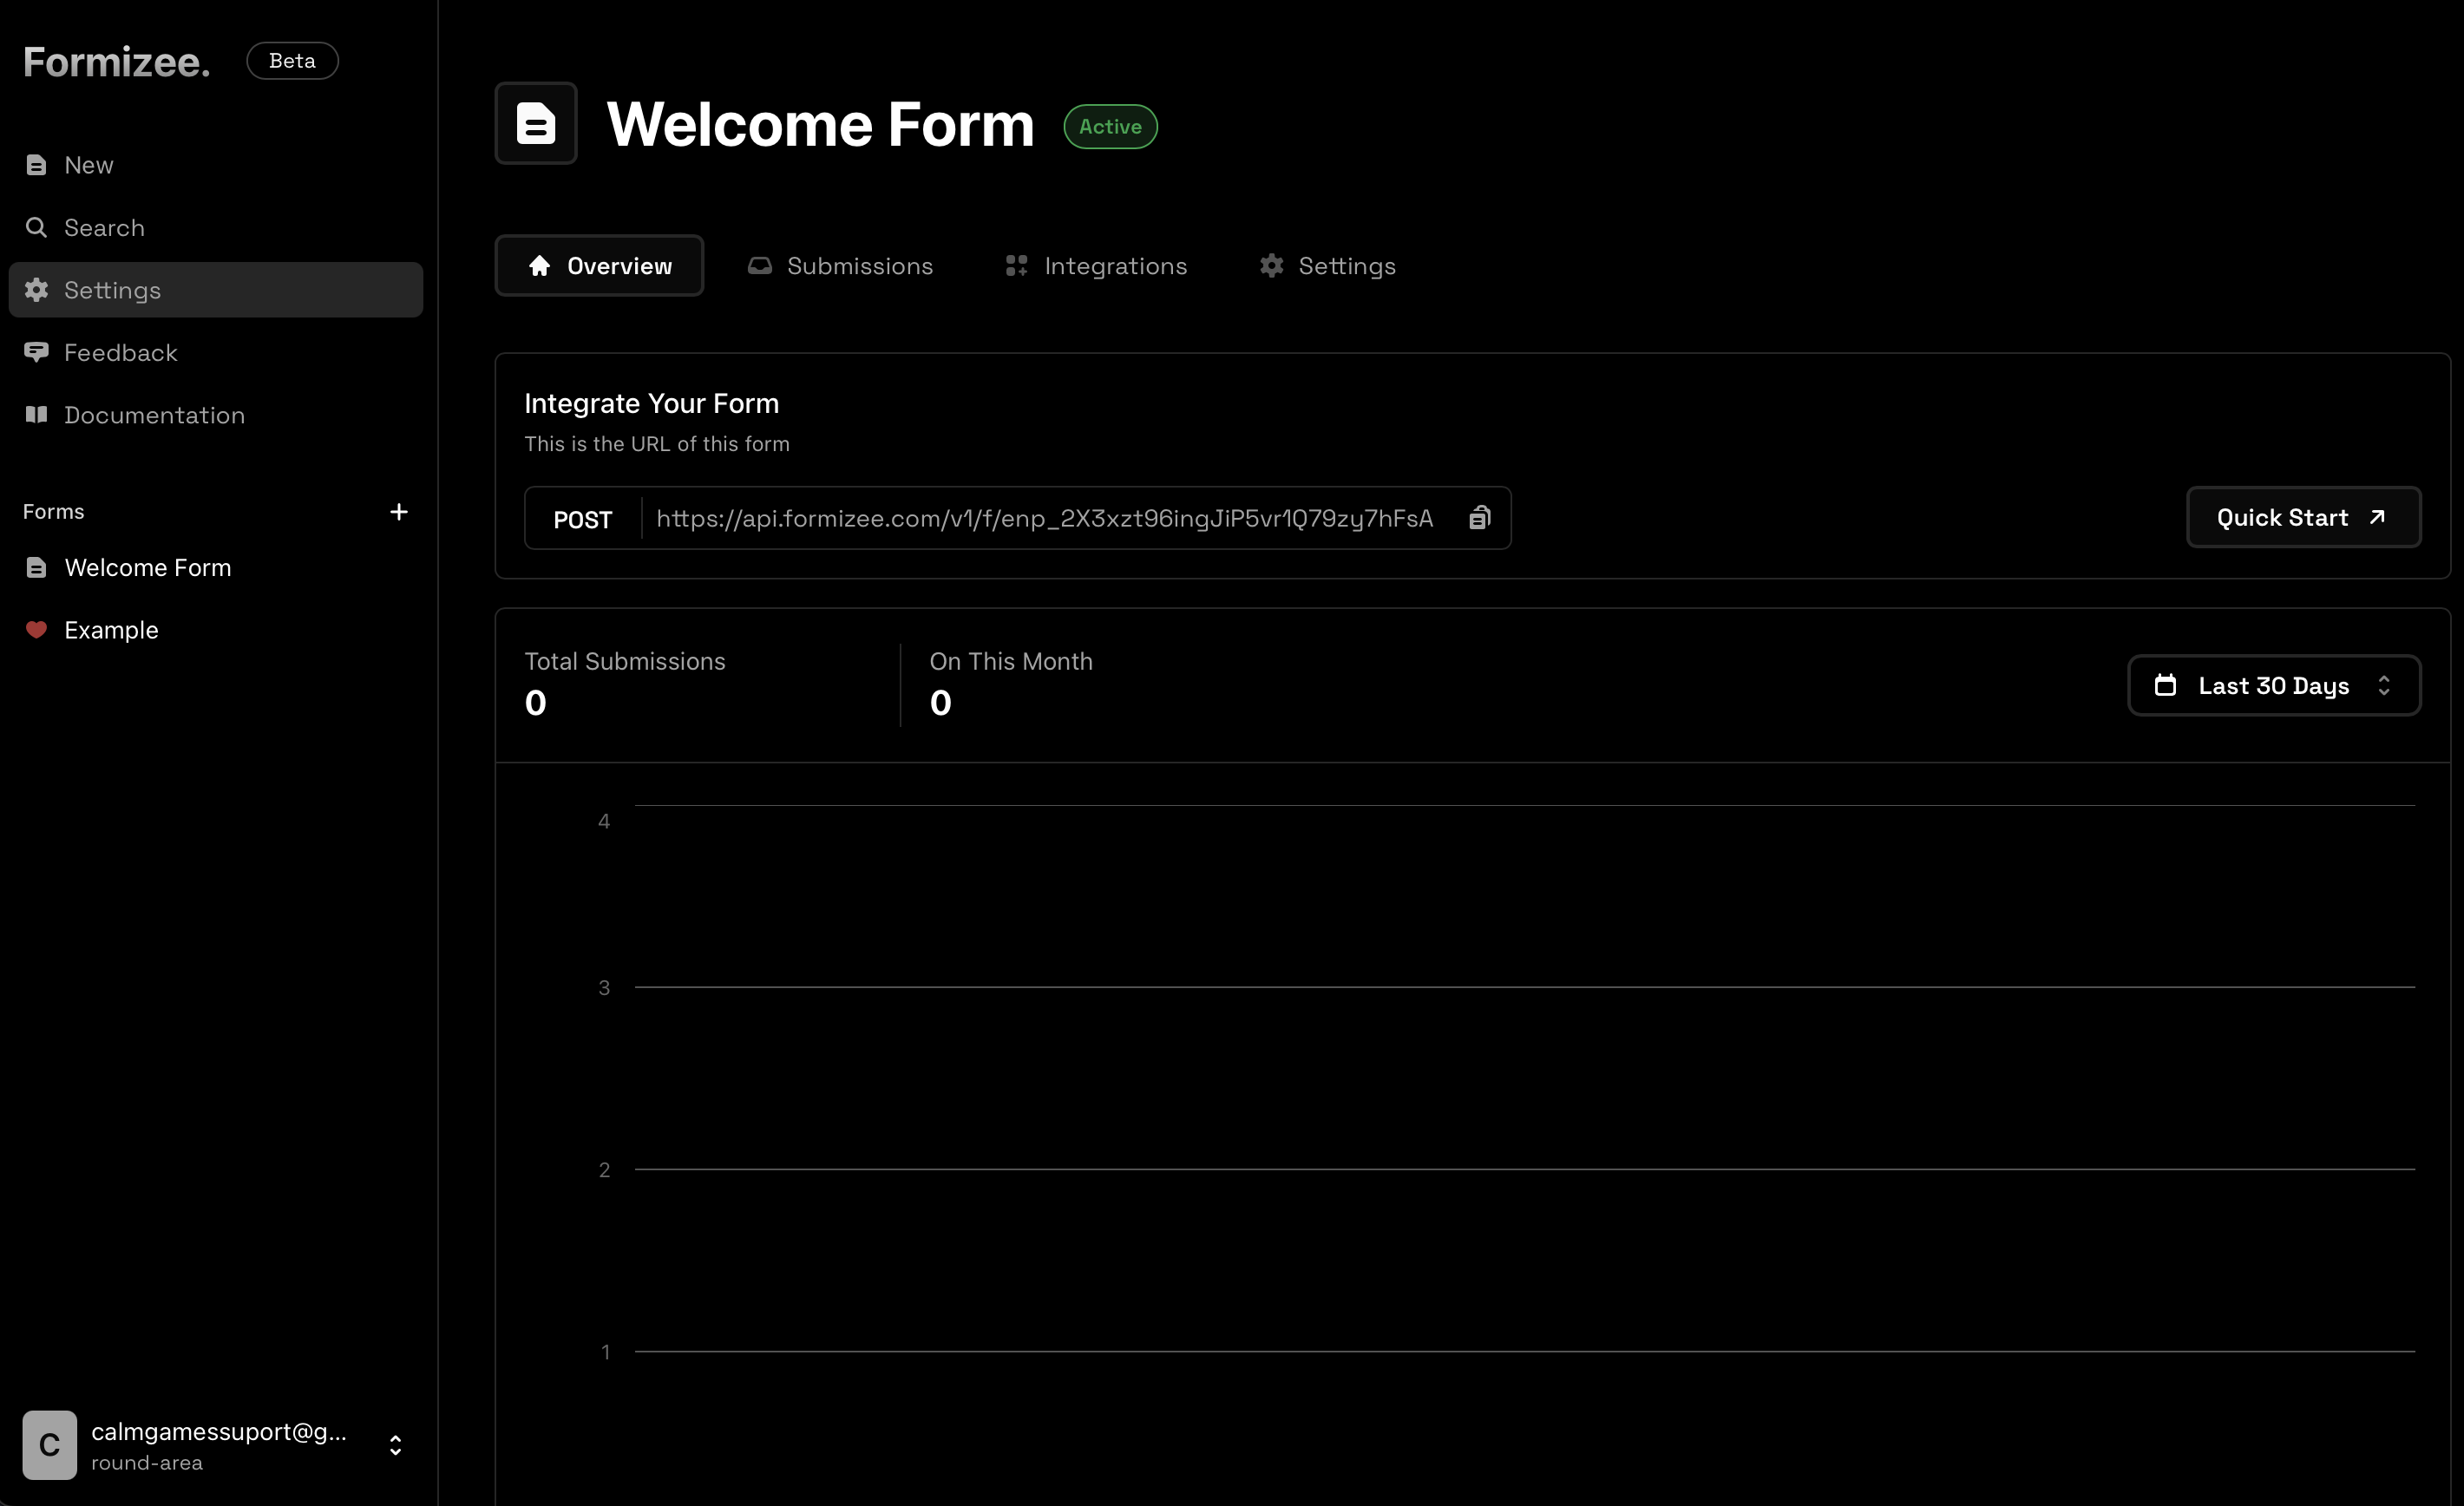 Formizee.
Beta
New
Search
Settings
Feedback
Documentation
Forms
Welcome Form
Example
calmgamessuport@g...
round-area
C
Welcome Form
Active
Overview
Submissions
Integrations
Settings
Integrate Your Form
This is the URL of this form
POST
https://api.formizee.com/v1/f/enp_2X3xzt96ingJiP5vr1Q79zy7hFsA
Quick Start
Total Submissions
0
On This Month
0
Last 30 Days
4
3
2
1